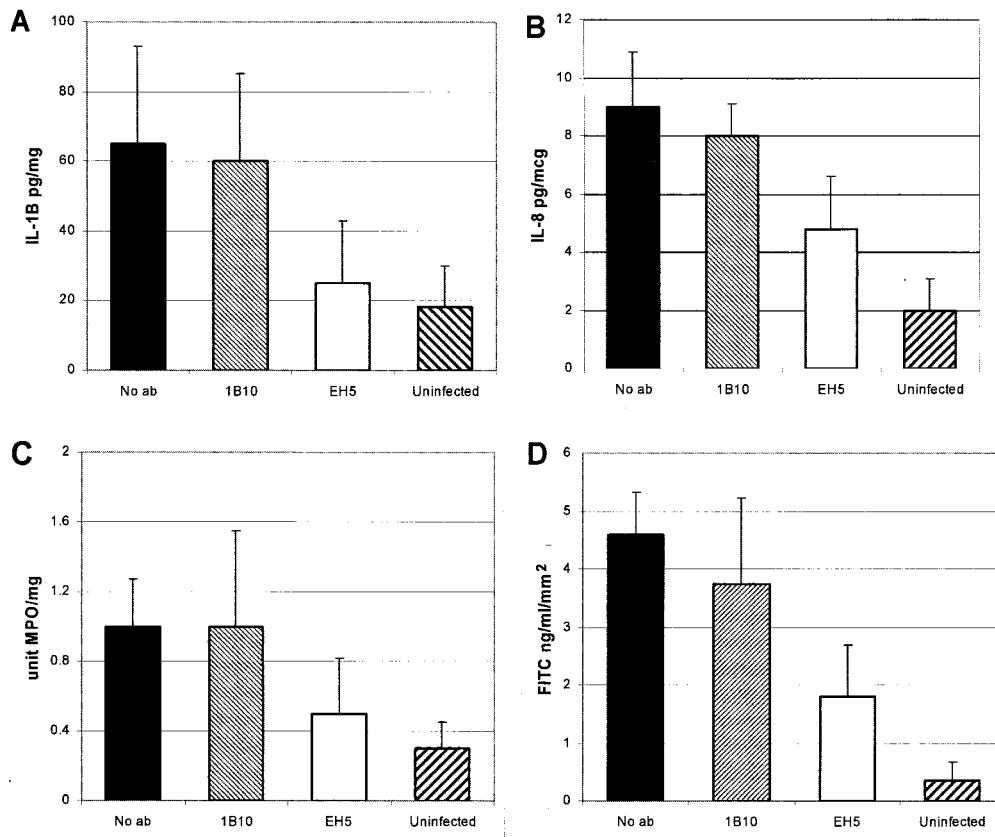 A
100
80
60
40
20
0
IL-1B pg/mg
No ab 1B10 EH5 Uninfected
B
12
10
8
6
4
2
0
IL-8 pg/mcg
No ab 1B10 EH5 Uninfected
C
2
1.6
1.2
0.8
0.4
0
unit MPO/mg
No ab 1B10 EH5 Uninfected
D
6
5
4
3
2
1
0
FITC ng/ml/mm²
No ab 1B10 EH5 Uninfected